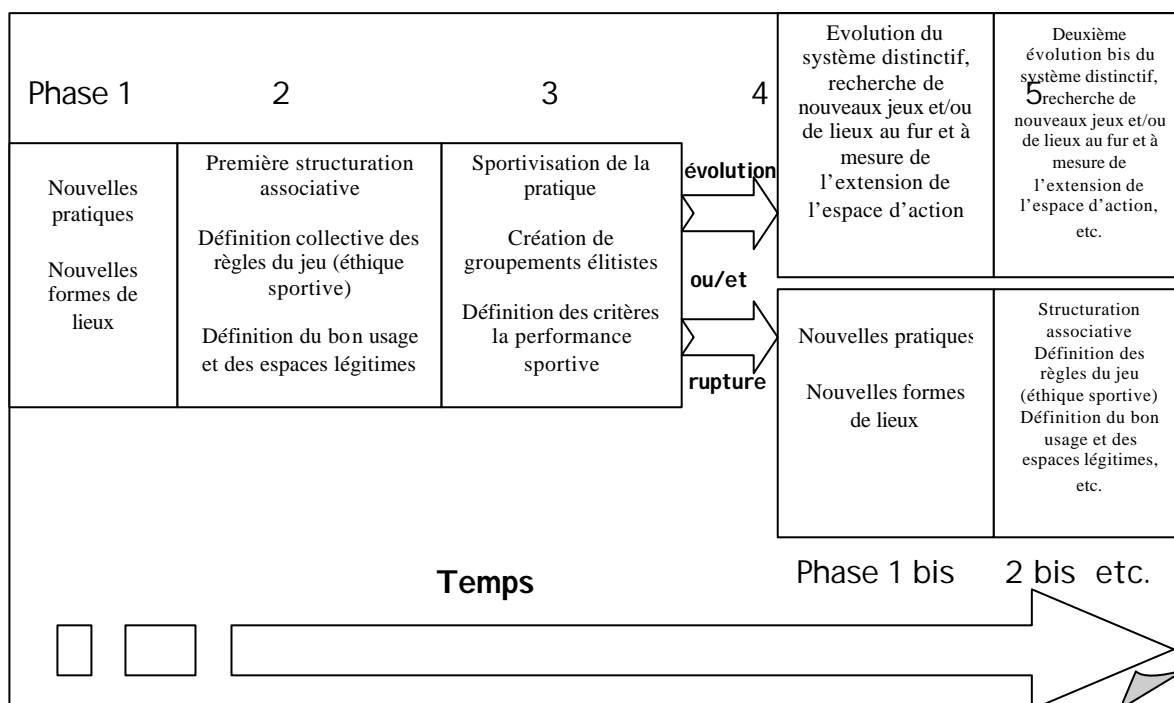 Phase 1
2
3
4
5
Nouvelles
pratiques
Nouvelles
formes de
lieux
Première structuration
associative
Définition collective des
règles du jeu (éthique
sportive)
Définition du bon usage
et des espaces légitimes
Sportivisation de la
pratique
Création de
groupements élitistes
Définition des critères
la performance
sportive
évolution
ou/et
rupture
Evolution du
système distinctif,
recherche de
nouveaux jeux et/ou
de lieux au fur et à
mesure de
l'extension de
l'espace d'action
Deuxième
évolution bis du
système distinctif,
recherche de
nouveaux jeux et/ou
de lieux au fur et à
mesure de
l'extension de
l'espace d'action,
etc.
Nouvelles pratiques
Nouvelles formes
de lieux
Structuration
associative
Définition des
règles du jeu
(éthique sportive)
Définition du bon
usage et des
espaces légitimes,
etc.
Phase 1 bis
2 bis etc.
Temps